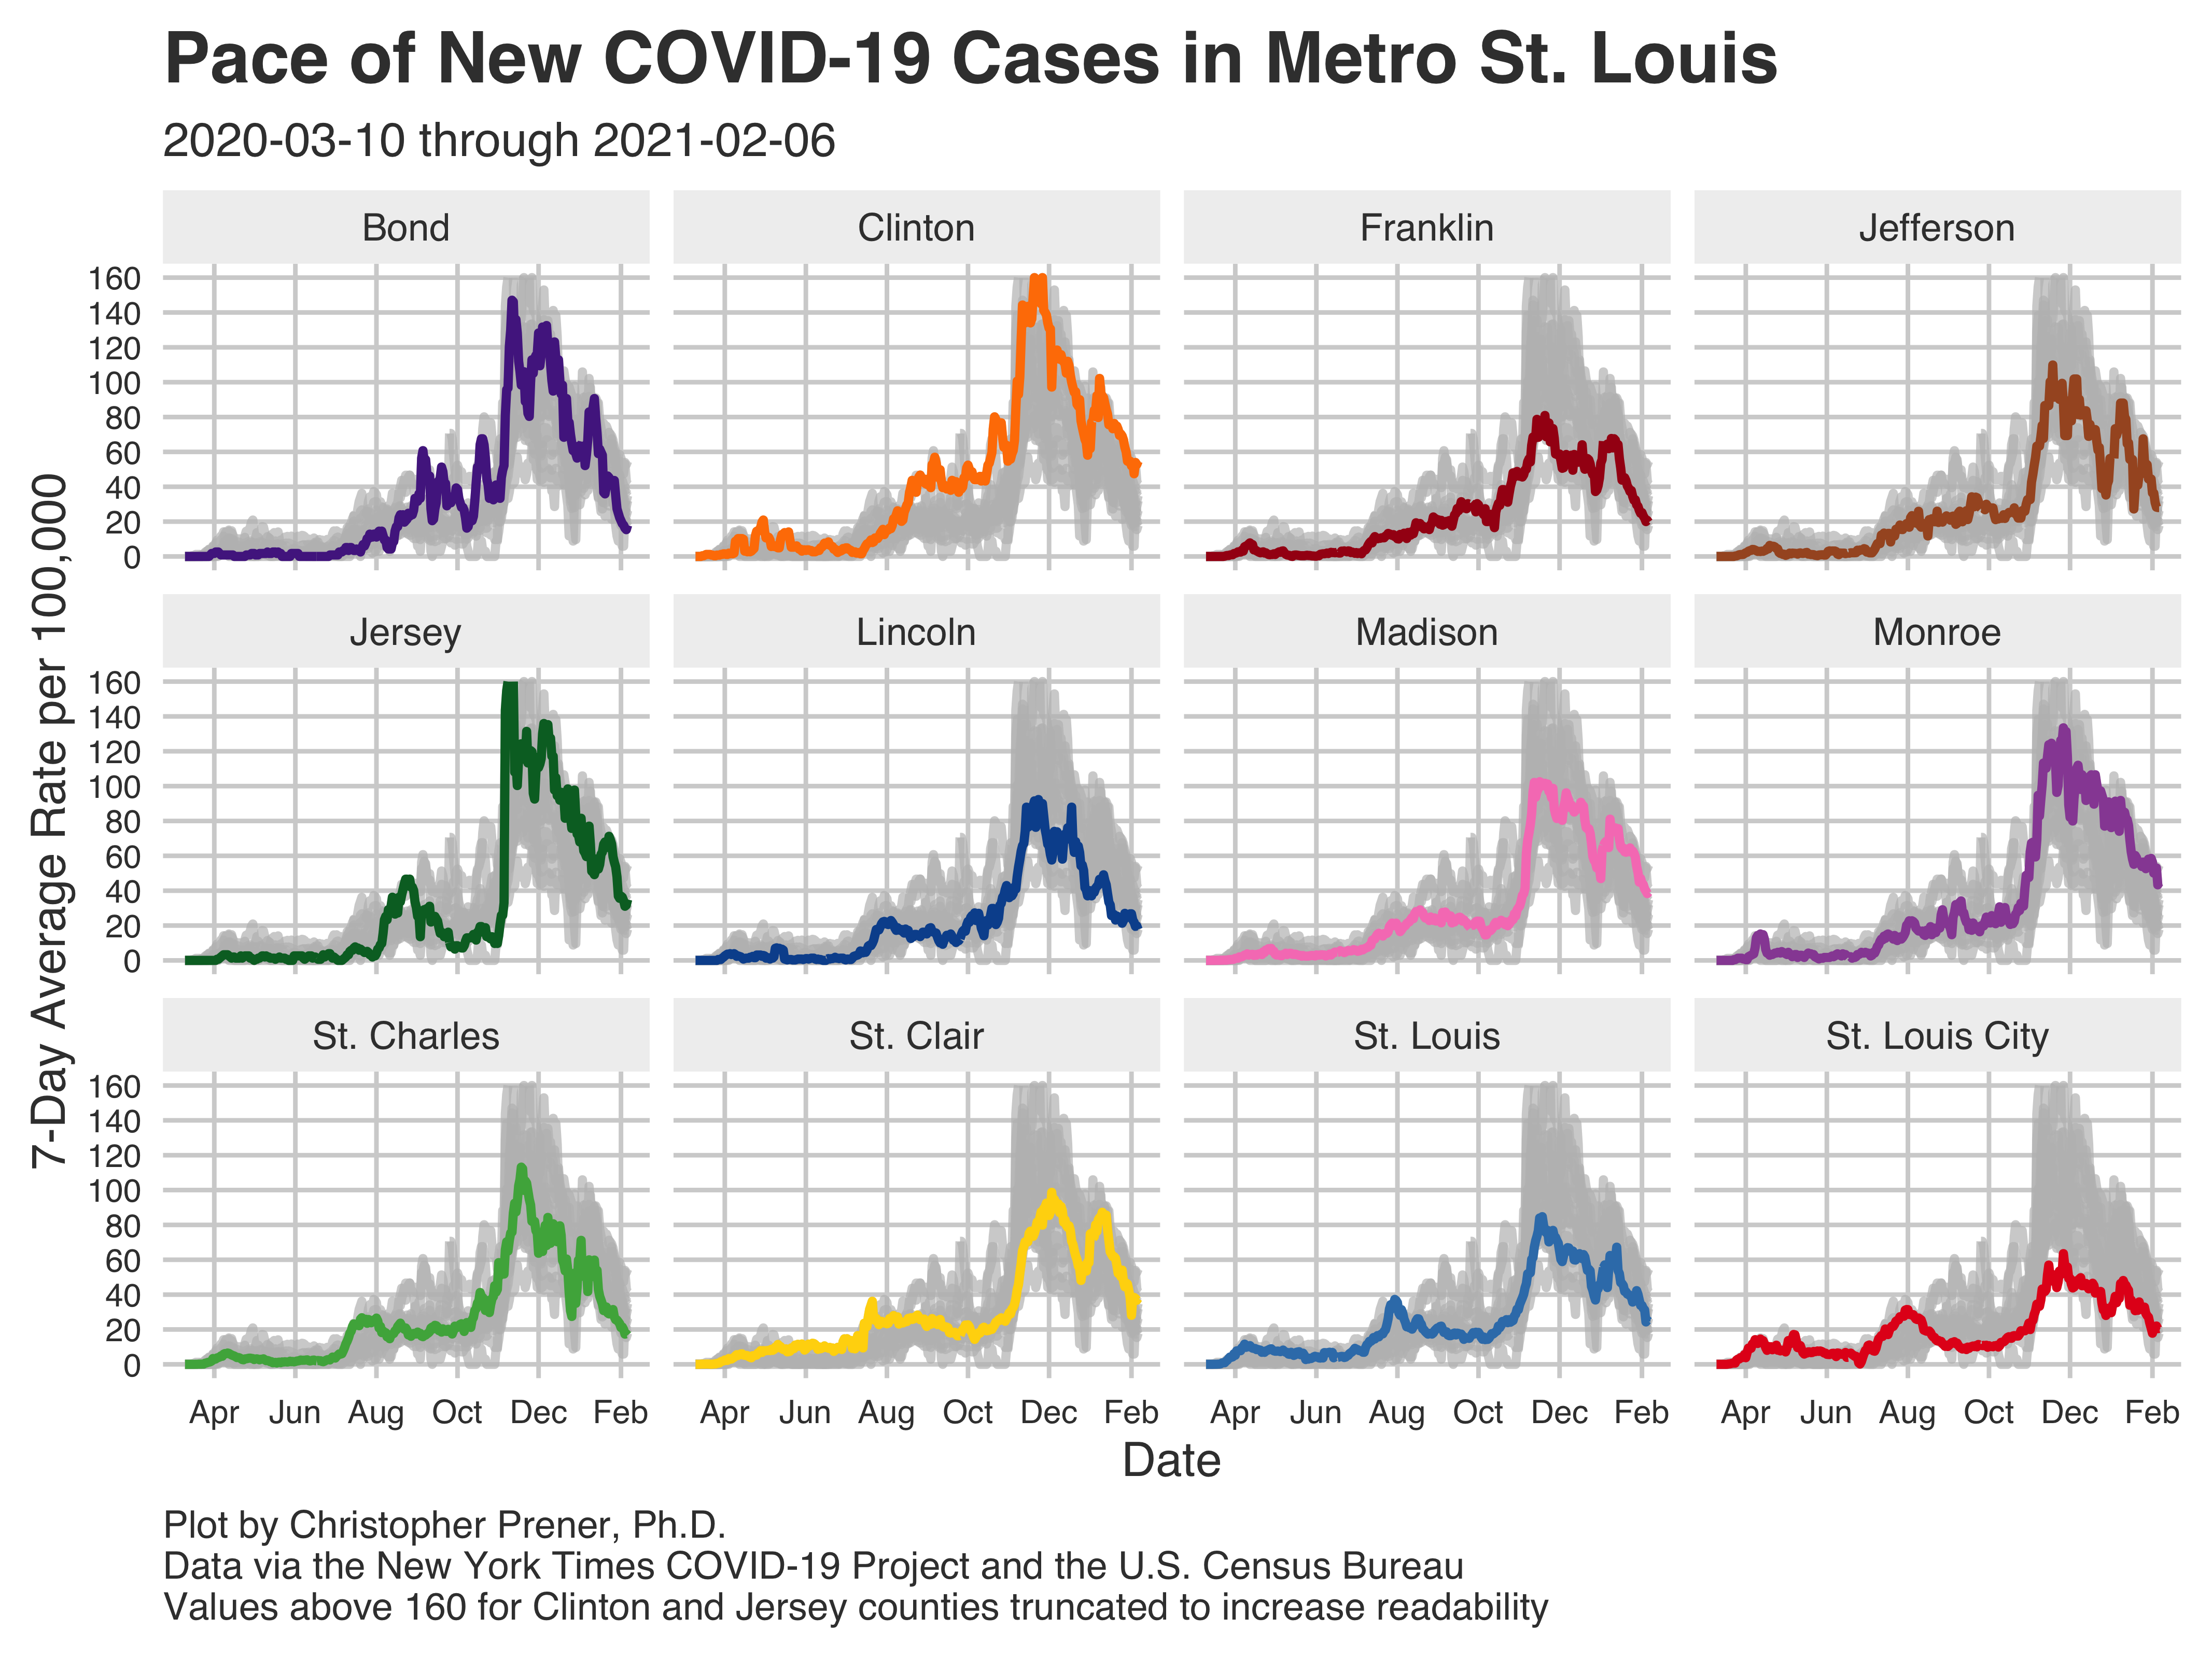 Pace of New COVID-19 Cases in Metro St. Louis
2020-03-10 through 2021-02-06
Bond Clinton Franklin Jefferson
160
140
120
100
80
60
40
20
0
Jersey Lincoln Madison Monroe
160
140
120
100
80
60
40
20
0
St. Charles St. Clair St. Louis St. Louis City
160
140
120
100
80
60
40
20
0
7-Day Average Rate per 100,000
Apr Jun Aug Oct Dec Feb Apr Jun Aug Oct Dec Feb Apr Jun Aug Oct Dec Feb Apr Jun Aug Oct Dec Feb
Date
Plot by Christopher Prener, Ph.D.
Data via the New York Times COVID-19 Project and the U.S. Census Bureau
Values above 160 for Clinton and Jersey counties truncated to increase readability